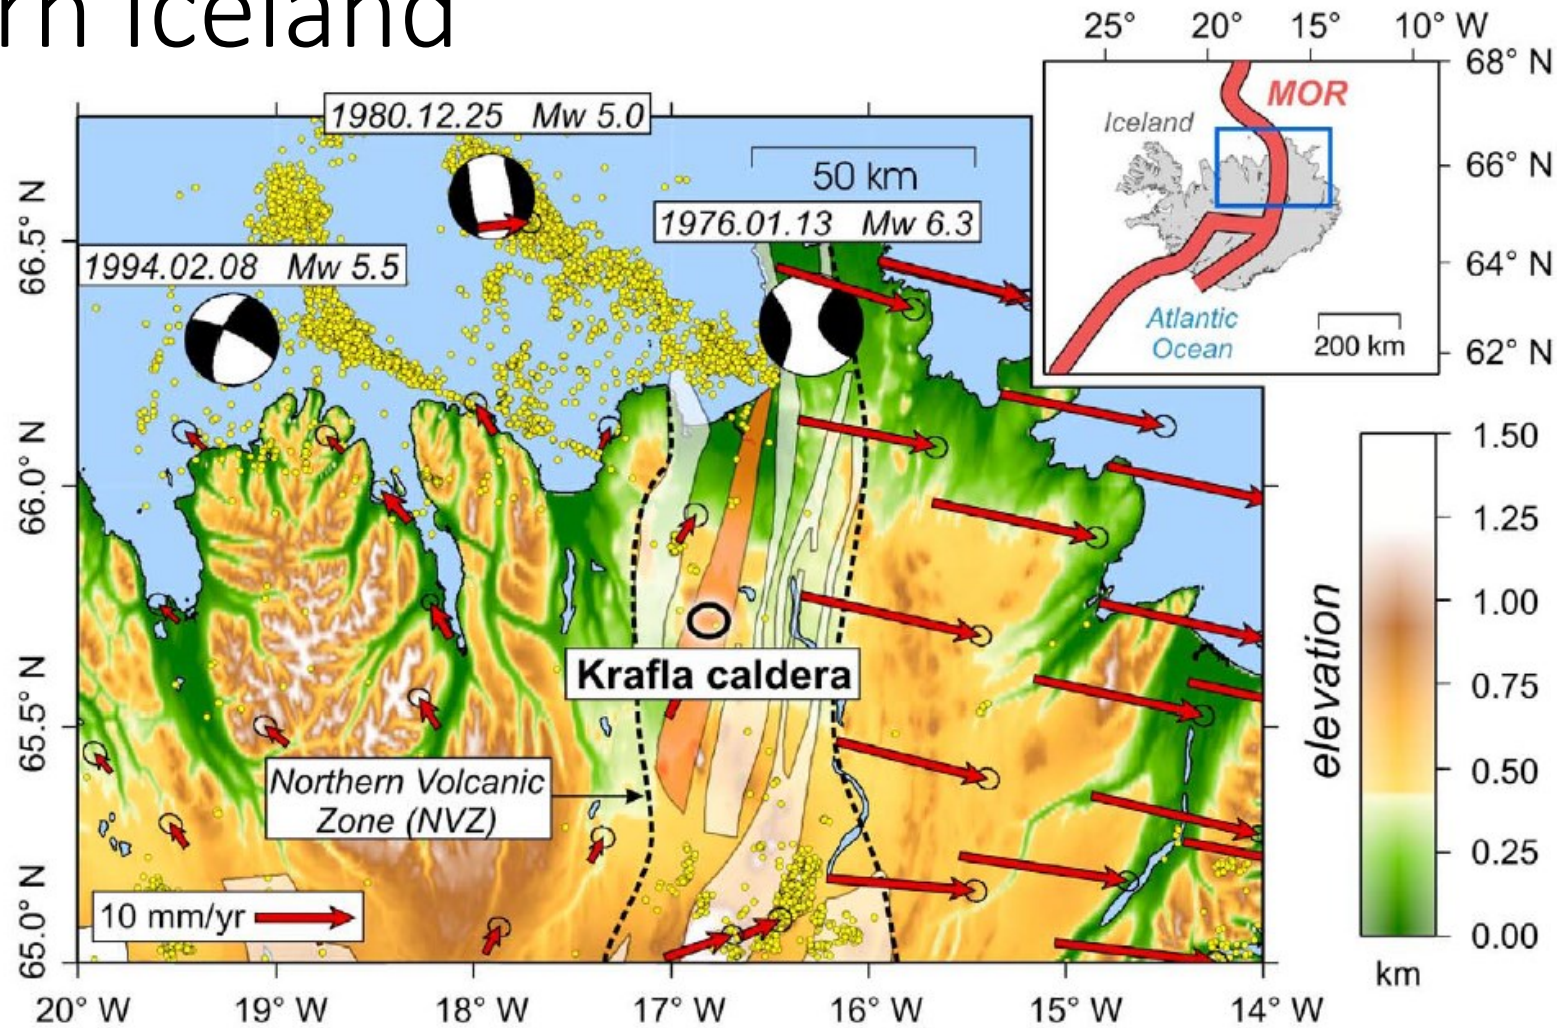 rn Iceland
25° 20° 15° 10° W
68° N
66° N
64° N
62° N
MOR
Iceland
Atlantic
Ocean
200 km
1980.12.25 Mw 5.0
50 km
1976.01.13 Mw 6.3
1994.02.08 Mw 5.5
66.5° N
66.0° N
65.5° N
65.0° N
Krafla caldera
Northern Volcanic
Zone (NVZ)
10 mm/yr
20° W 19° W 18° W 17° W 16° W 15° W 14° W
elevation
1.50
1.25
1.00
0.75
0.50
0.25
0.00
km